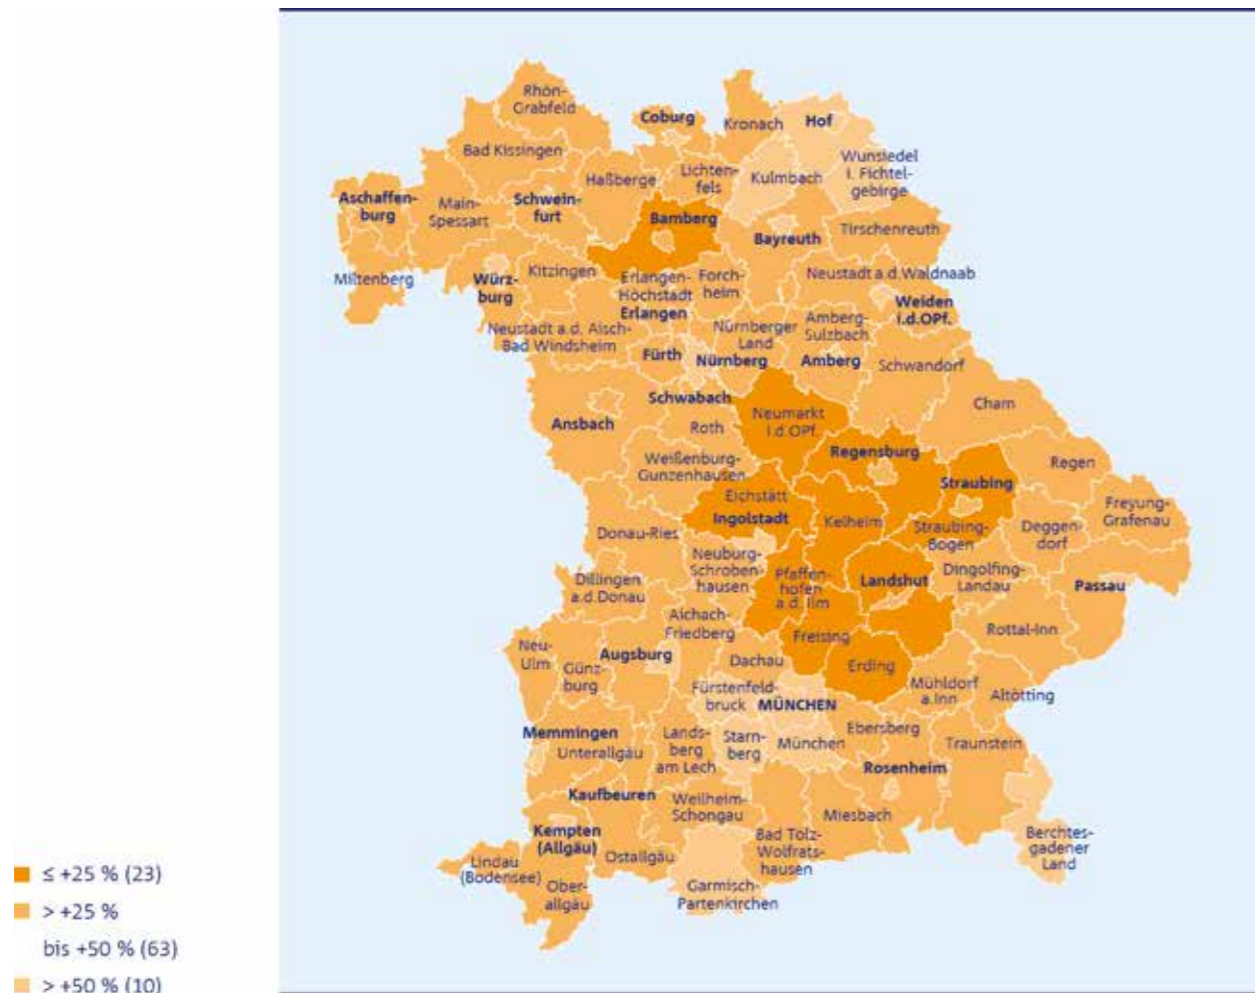 Rhön-
Grabfeld
Coburg
Kronach
Hof
Bad Kissingen
Wunsiedel
i. Fichtel-
gebirge
Haßberge
Lichten-
fels
Kulmbach
Aschaffen-
burg
Main-
Spessart
Schwein-
furt
Bamberg
Bayreuth
Tirschenreuth
Miltenberg
Würz-
burg
Kitzingen
Erlangen-
Höchstadt
Erlangen
Forch-
heim
Neustadt a.d.Waldnaab
Weiden
i.d.OPf.
Neustadt a.d. Aisch-
Bad Windsheim
Nürnberger
Land
Amberg-
Sulzbach
Fürth
Nürnberg
Amberg
Schwandorf
Ansbach
Schwabach
Roth
Neumarkt
i.d.OPf.
Cham
Weißenburg-
Gunzenhausen
Regensburg
Straubing
Regen
Eichstätt
Ingolstadt
Kelheim
Straubing-
Bogen
Deggen-
dorf
Freyung-
Grafenau
Donau-Ries
Neuburg-
Schroben-
hausen
Pfaffen-
hofen
a.d. Ilm
Landshut
Dingolfing-
Landau
Passau
Dillingen
a.d.Donau
Aichach-
Friedberg
Freising
Rottal-Inn
Neu-
Ulm
Günz-
burg
Augsburg
Dachau
Erding
Mühldorf
a.Inn
Altötting
Fürstenfeld-
bruck
MÜNCHEN
Memmingen
Unterallgäu
Lands-
berg
am Lech
Starn-
berg
München
Ebersberg
Traunstein
Rosenheim
Kaufbeuren
Weilheim-
Schongau
Miesbach
Kempten
(Allgäu)
Bad Tölz-
Wolfrats-
hausen
Berchtes-
gadener
Land
Lindau
(Bodensee)
Ober-
allgäu
Ostallgäu
Garmisch-
Partenkirchen
≤ +25 % (23)
> +25 %
bis +50 % (63)
> +50 % (10)